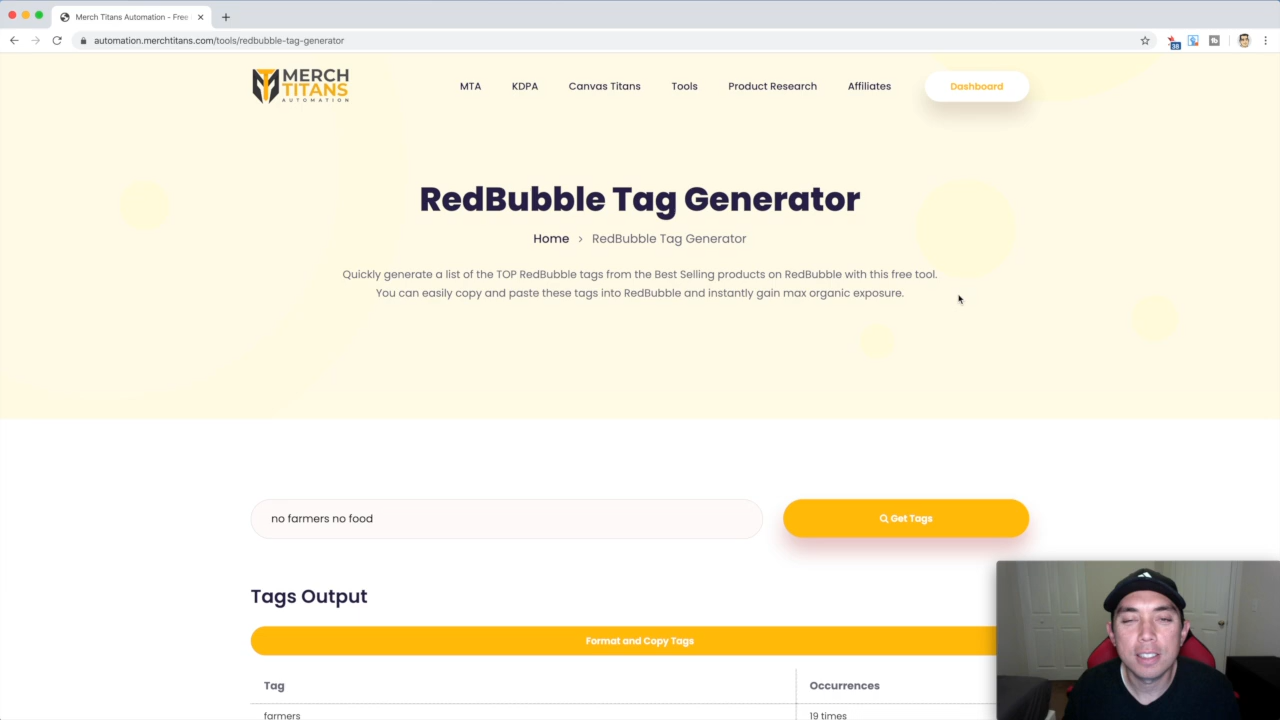 Merch Titans Automation - Free
automation.merchtitans.com/tools/redbubble-tag-generator
38
MERCH
TITANS
AUTOMATION
MTA
KDPA
Canvas Titans
Tools
Product Research
Affiliates
Dashboard
RedBubble Tag Generator
Home > RedBubble Tag Generator
Quickly generate a list of the TOP RedBubble tags from the Best Selling products on RedBubble with this free tool.
You can easily copy and paste these tags into RedBubble and instantly gain max organic exposure.
no farmers no food
Get Tags
Tags Output
Format and Copy Tags
Tag
Occurrences
farmers
19 times